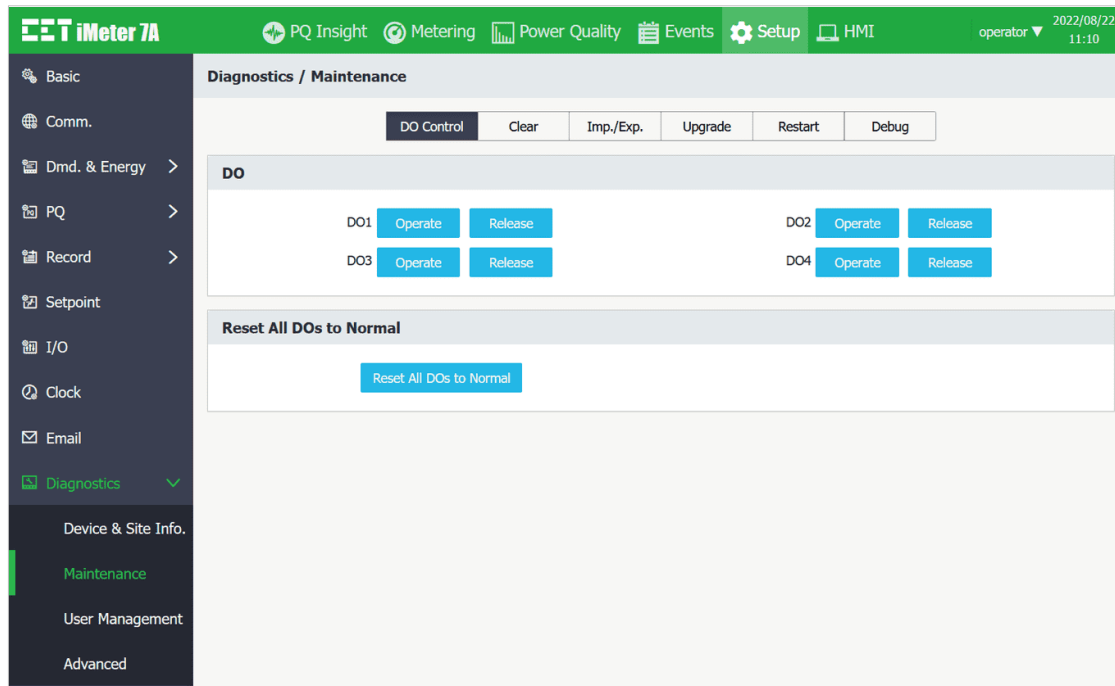 CET iMeter 7A
PQ Insight Metering Power Quality Events Setup HMI operator 2022/08/22
11:10
Basic
Comm.
Dmd. & Energy
PQ
Record
Setpoint
I/O
Clock
Email
Diagnostics
Device & Site Info.
Maintenance
User Management
Advanced
Diagnostics / Maintenance
DO Control Clear Imp./Exp. Upgrade Restart Debug
DO
DO1 Operate Release DO2 Operate Release
DO3 Operate Release DO4 Operate Release
Reset All DOs to Normal
Reset All DOs to Normal